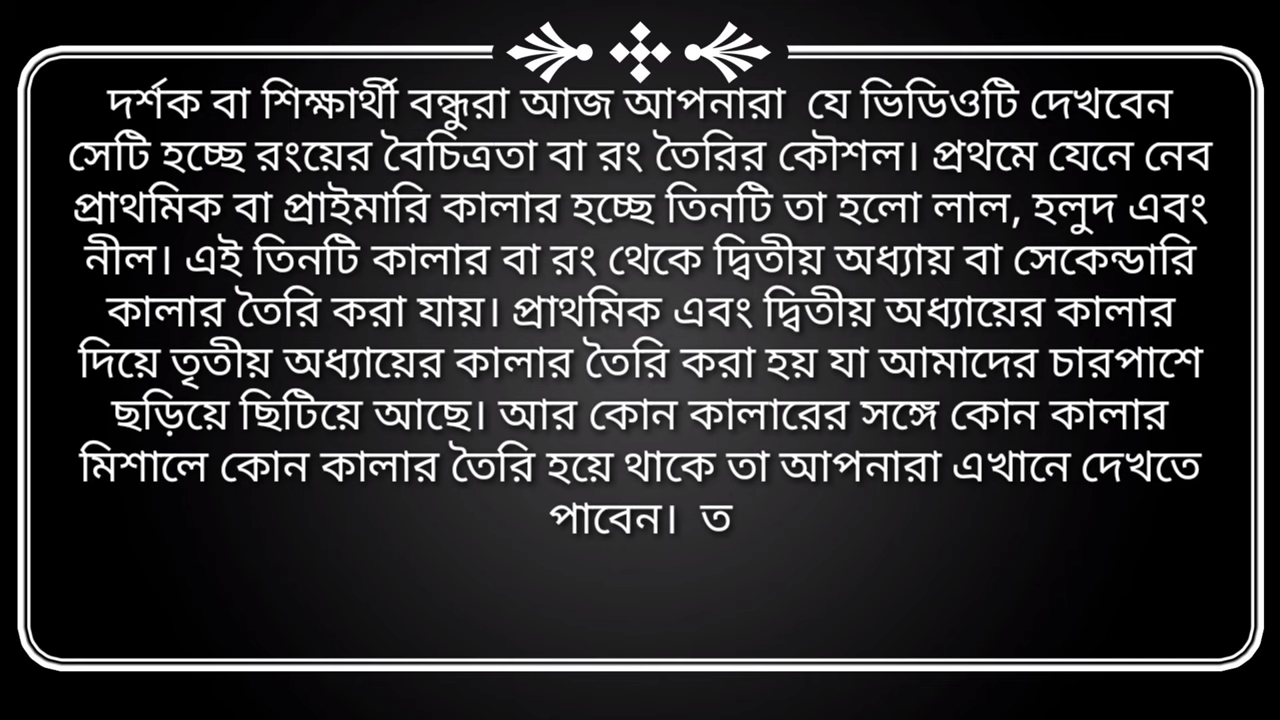 দর্শক বা শিক্ষার্থী বন্ধুরা আজ আপনারা যে ভিডিওটি দেখবেন
সেটি হচ্ছে রংয়ের বৈচিত্রতা বা রং তৈরির কৌশল। প্রথমে যেনে নেব
প্রাথমিক বা প্রাইমারি কালার হচ্ছে তিনটি তা হলো লাল, হলুদ এবং
নীল। এই তিনটি কালার বা রং থেকে দ্বিতীয় অধ্যায় বা সেকেন্ডারি
কালার তৈরি করা যায়। প্রাথমিক এবং দ্বিতীয় অধ্যায়ের কালার
দিয়ে তৃতীয় অধ্যায়ের কালার তৈরি করা হয় যা আমাদের চারপাশে
ছড়িয়ে ছিটিয়ে আছে। আর কোন কালারের সঙ্গে কোন কালার
মিশালে কোন কালার তৈরি হয়ে থাকে তা আপনারা এখানে দেখতে
পাবেন। ত